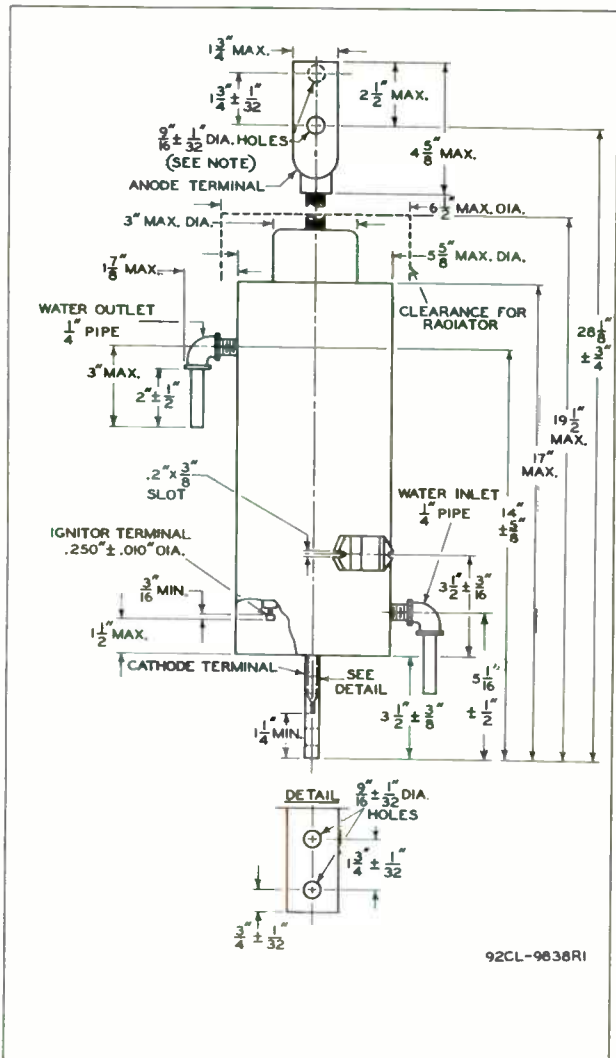 1 3/4" MAX.
1 3/4" ± 1/32"
2 1/2" MAX.
9/16" ± 1/32" DIA. HOLES
(SEE NOTE)
4 5/8" MAX.
ANODE TERMINAL
6 1/2" MAX. DIA.
3" MAX. DIA.
5 5/8" MAX. DIA.
1 7/8" MAX.
CLEARANCE FOR
RADIATOR
WATER OUTLET
1/4" PIPE
28 1/8"
± 3/4"
3" MAX.
2" ± 1/2"
19 1/2"
MAX.
17"
MAX.
.2" x 3/8"
SLOT
WATER INLET
1/4" PIPE
14"
± 5/8"
IGNITOR TERMINAL
.250" ± .010" DIA.
3/16" MIN.
3 1/2" ± 3/16"
1 1/2" MAX.
CATHODE TERMINAL
SEE
DETAIL
5 1/16"
± 1/2"
1 1/4" MIN.
3 1/2" ± 3/8"
DETAIL
9/16" ± 1/32" DIA.
HOLES
1 3/4" ± 1/32"
3/4" ± 1/32"
92CL-9838R1